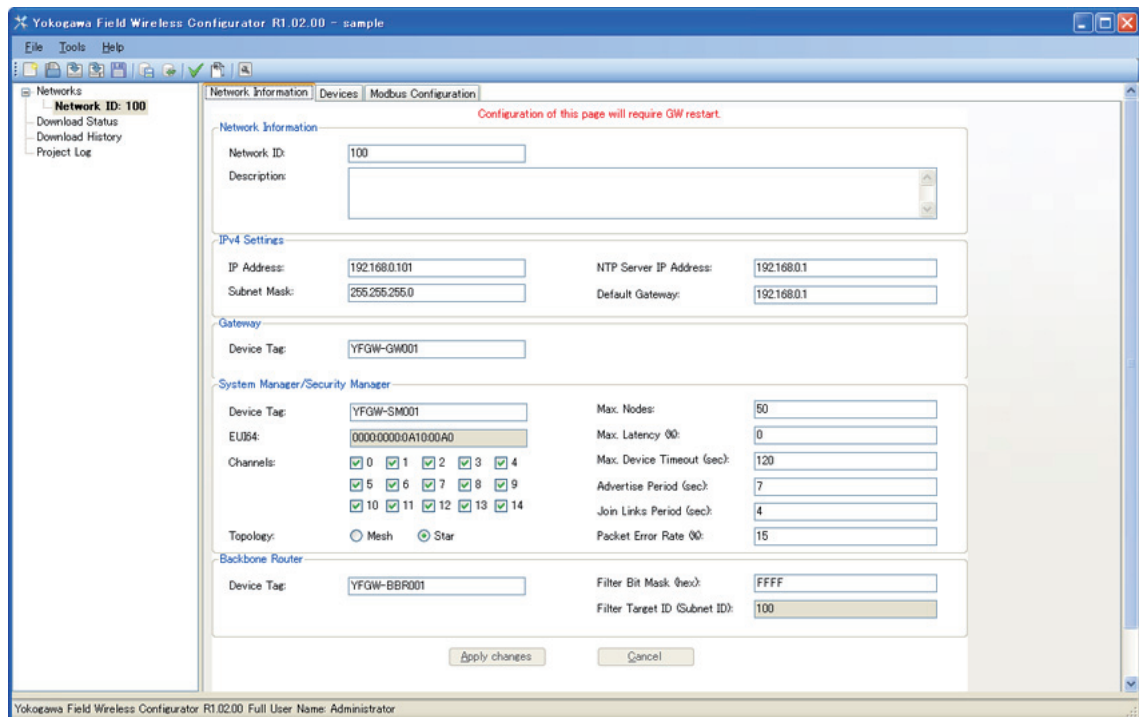 Yokogawa Field Wireless Configurator R1.02.00 - sample
File Tools Help
Networks
Network ID: 100
Download Status
Download History
Project Log
Network Information Devices Modbus Configuration
Configuration of this page will require GW restart.
Network Information
Network ID: 100
Description:
IPv4 Settings
IP Address: 192.168.0.101 NTP Server IP Address: 192.168.0.1
Subnet Mask: 255.255.255.0 Default Gateway: 192.168.0.1
Gateway
Device Tag: YFGW-GW001
System Manager/Security Manager
Device Tag: YFGW-SM001 Max. Nodes: 50
EUI64: 0000:0000:0A10:00A0 Max. Latency (%): 0
Channels: 0 1 2 3 4 Max. Device Timeout (sec): 120
5 6 7 8 9 Advertise Period (sec): 7
10 11 12 13 14 Join Links Period (sec): 4
Topology: Mesh Star Packet Error Rate (%): 15
Backbone Router
Device Tag: YFGW-BBR001 Filter Bit Mask (hex): FFFF
Filter Target ID (Subnet ID): 100
Apply changes Cancel
Yokogawa Field Wireless Configurator R1.02.00 Full User Name: Administrator